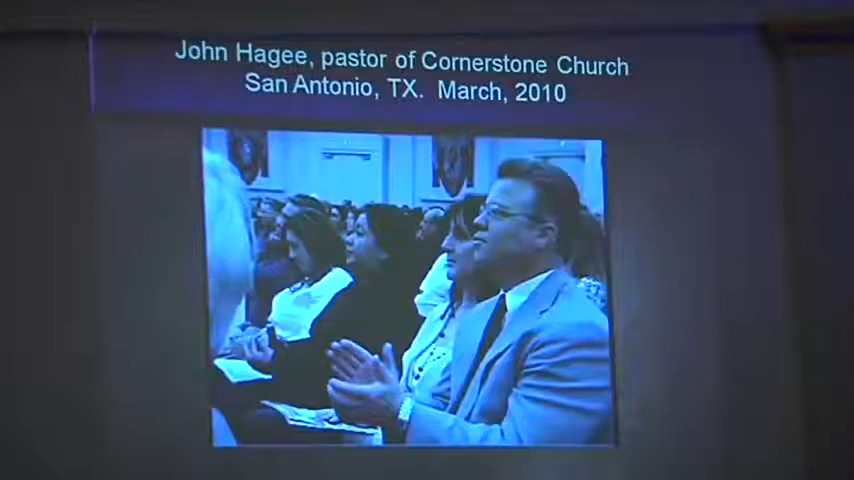 John Hagee, pastor of Cornerstone Church
San Antonio, TX.  March, 2010